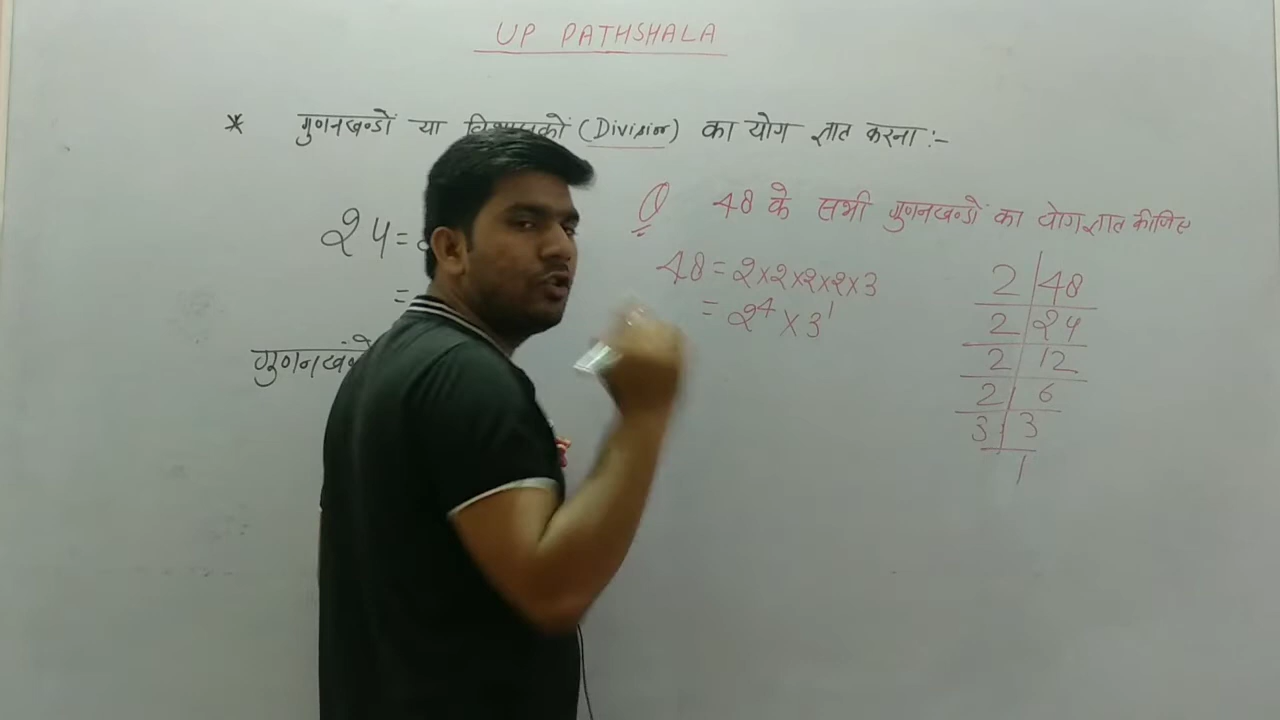 UP PATHSHALA
* गुणनखण्डों या (Division) का योग ज्ञात करना :-
Q 48 के सभी गुणनखण्डों का योग ज्ञात कीजिए
24 =
=
48 = 2×2×2×2×3
= 2⁴ × 3¹
2 | 48
2 | 24
2 | 12
2 | 6
3 | 3
1